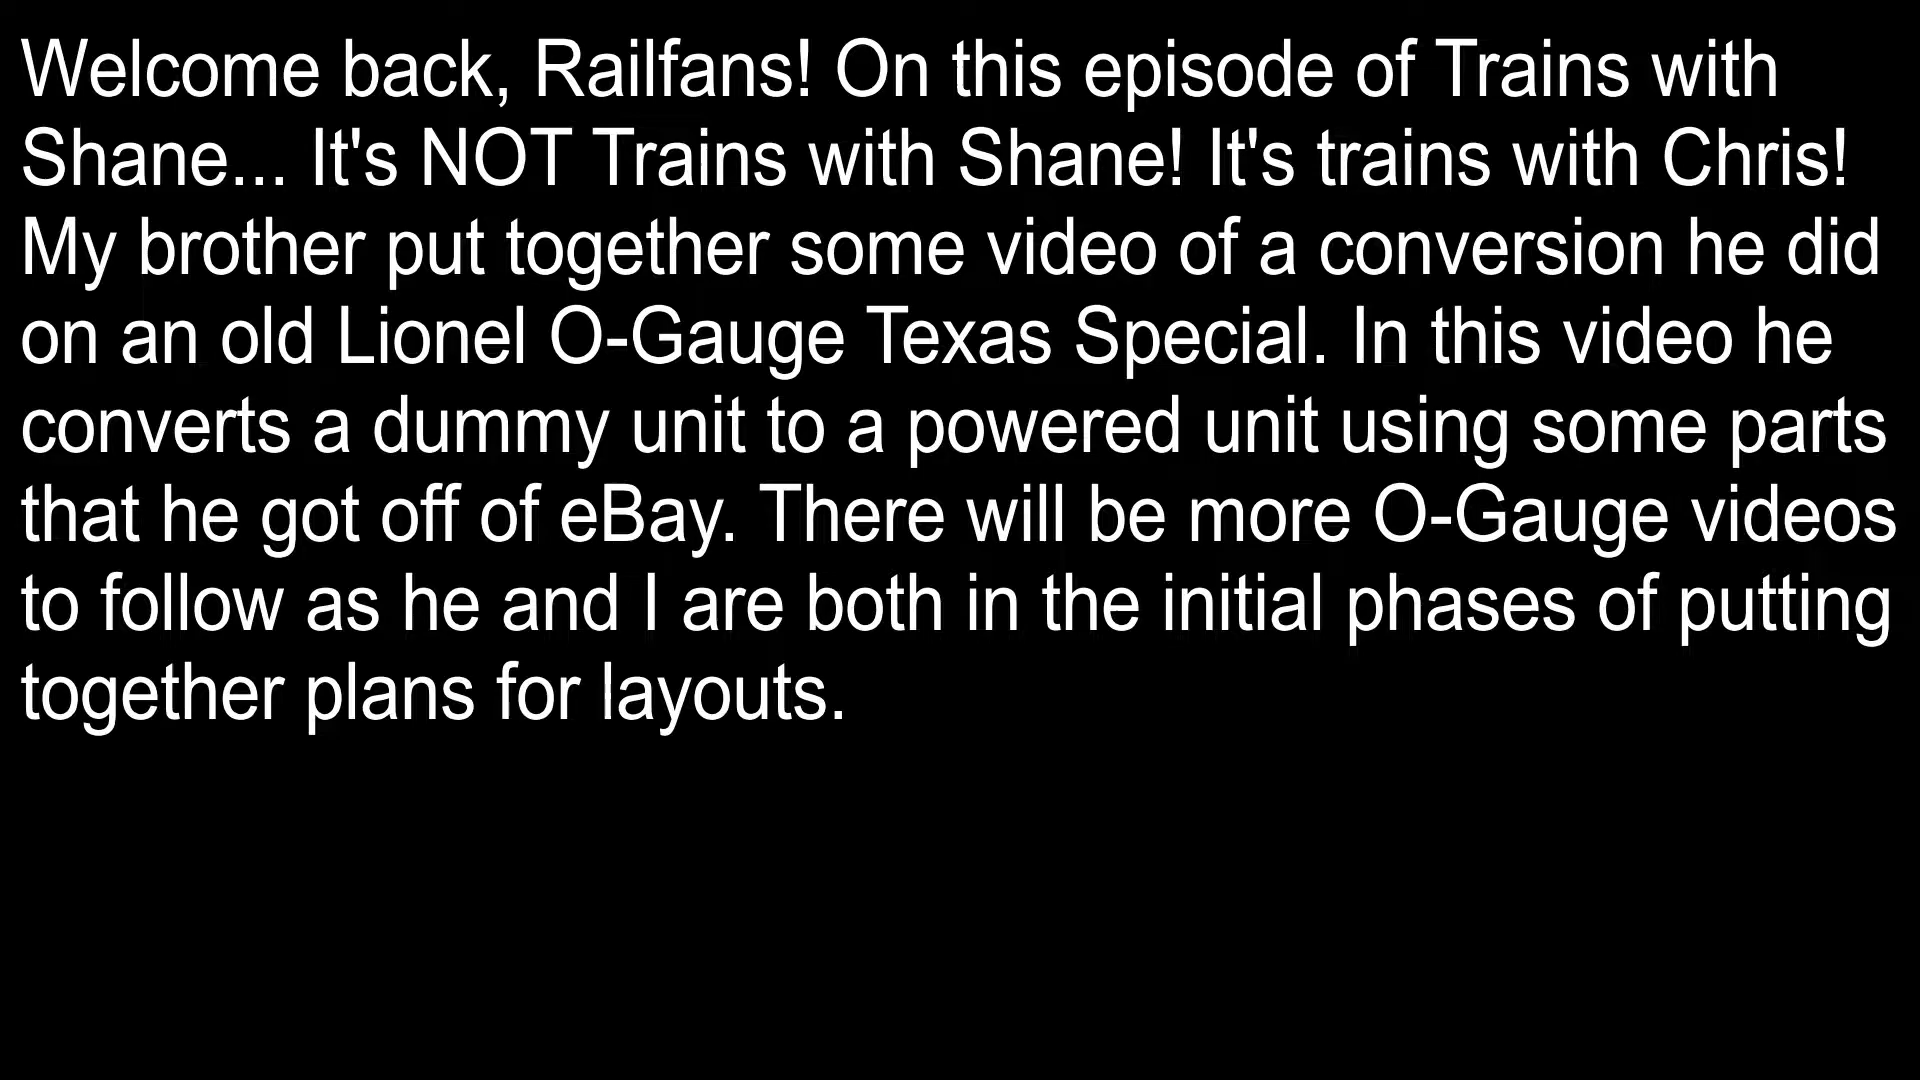 Welcome back, Railfans! On this episode of Trains with
Shane... It's NOT Trains with Shane! It's trains with Chris!
My brother put together some video of a conversion he did
on an old Lionel O-Gauge Texas Special. In this video he
converts a dummy unit to a powered unit using some parts
that he got off of eBay. There will be more O-Gauge videos
to follow as he and I are both in the initial phases of putting
together plans for layouts.